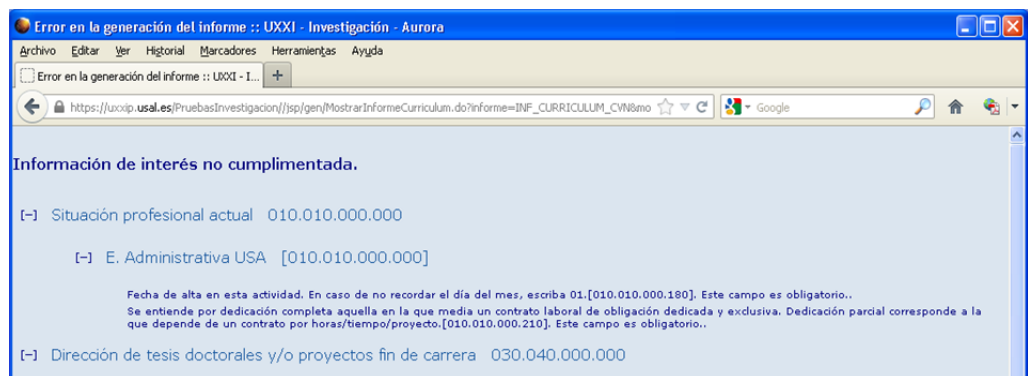 Error en la generación del informe :: UXXI - Investigación - Aurora
Archivo Editar Ver Historial Marcadores Herramientas Ayuda
Error en la generación del informe :: UXXI - I... +
https://uxxip.usal.es/PruebasInvestigacion//jsp/gen/MostrarInformeCurriculum.do?informe=INF_CURRICULUM_CVN&mo Google
Información de interés no cumplimentada.
[-] Situación profesional actual 010.010.000.000
[-] E. Administrativa USA [010.010.000.000]
Fecha de alta en esta actividad. En caso de no recordar el día del mes, escriba 01.[010.010.000.180]. Este campo es obligatorio..
Se entiende por dedicación completa aquella en la que media un contrato laboral de obligación dedicada y exclusiva. Dedicación parcial corresponde a la
que depende de un contrato por horas/tiempo/proyecto.[010.010.000.210]. Este campo es obligatorio..
[-] Dirección de tesis doctorales y/o proyectos fin de carrera 030.040.000.000